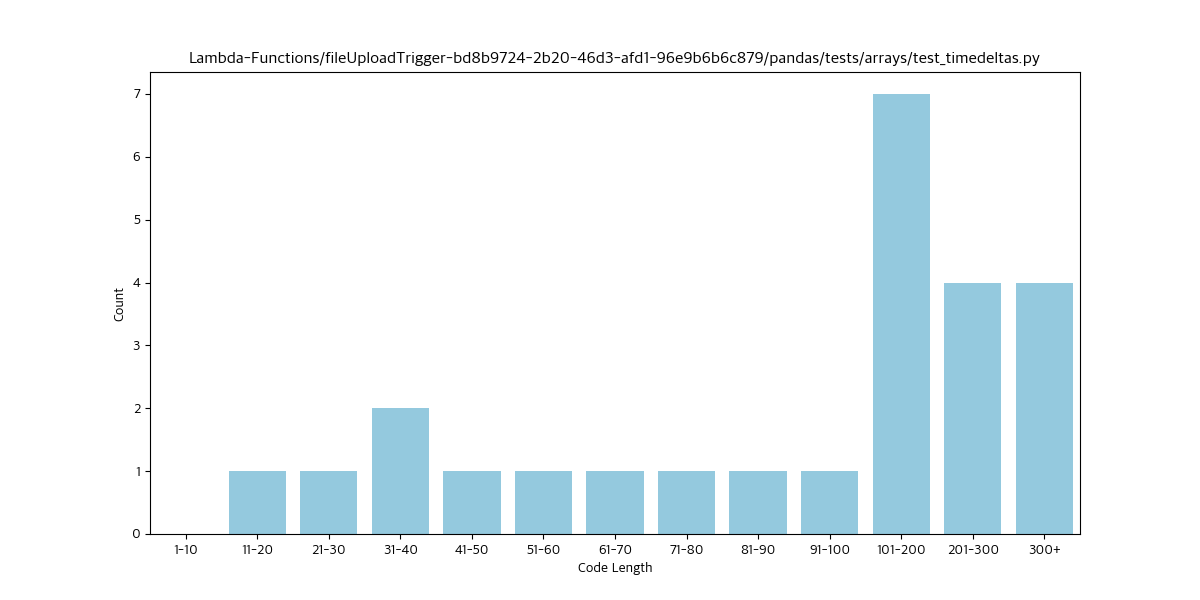 Lambda-Functions/fileUploadTrigger-bd8b9724-2b20-46d3-afd1-96e9b6b6c879/pandas/tests/arrays/test_timedeltas.py
7
6
5
4
3
2
1
0
Count
1-10 11-20 21-30 31-40 41-50 51-60 61-70 71-80 81-90 91-100 101-200 201-300 300+
Code Length